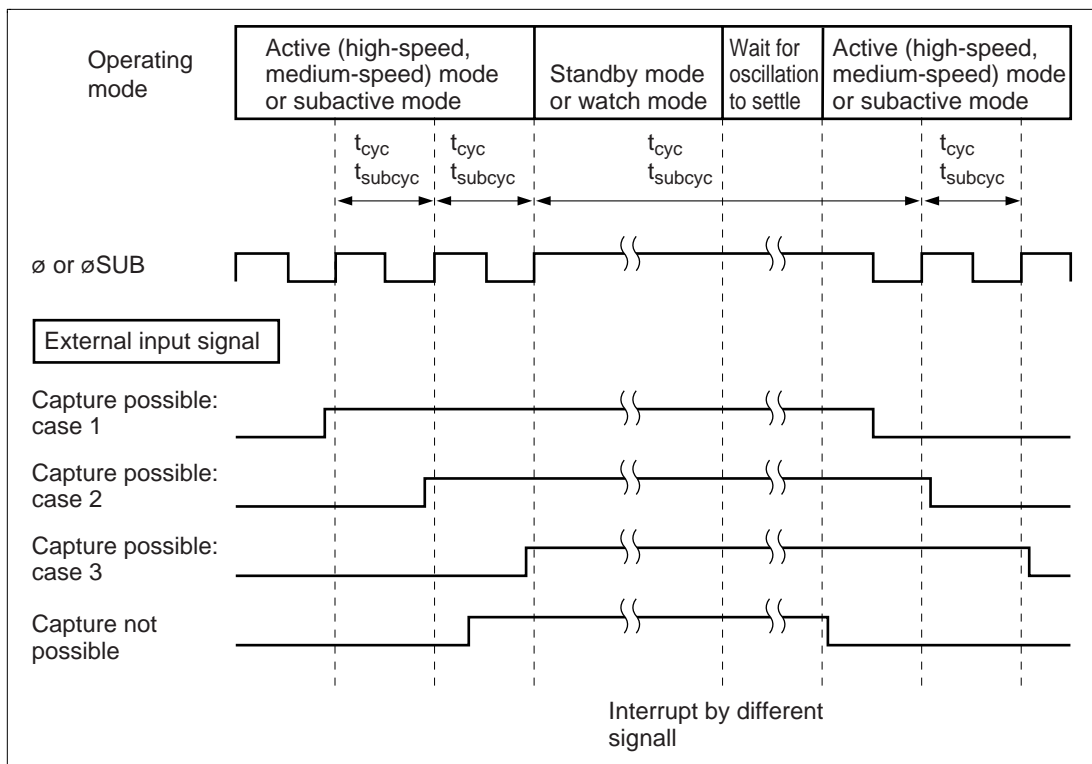 Operating
mode
Active (high-speed,
medium-speed) mode
or subactive mode
Standby mode
or watch mode
Wait for
oscillation
to settle
Active (high-speed,
medium-speed) mode
or subactive mode
tcyc
tsubcyc
tcyc
tsubcyc
tcyc
tsubcyc
tcyc
tsubcyc
ø or øSUB
External input signal
Capture possible:
case 1
Capture possible:
case 2
Capture possible:
case 3
Capture not
possible
Interrupt by different
signall